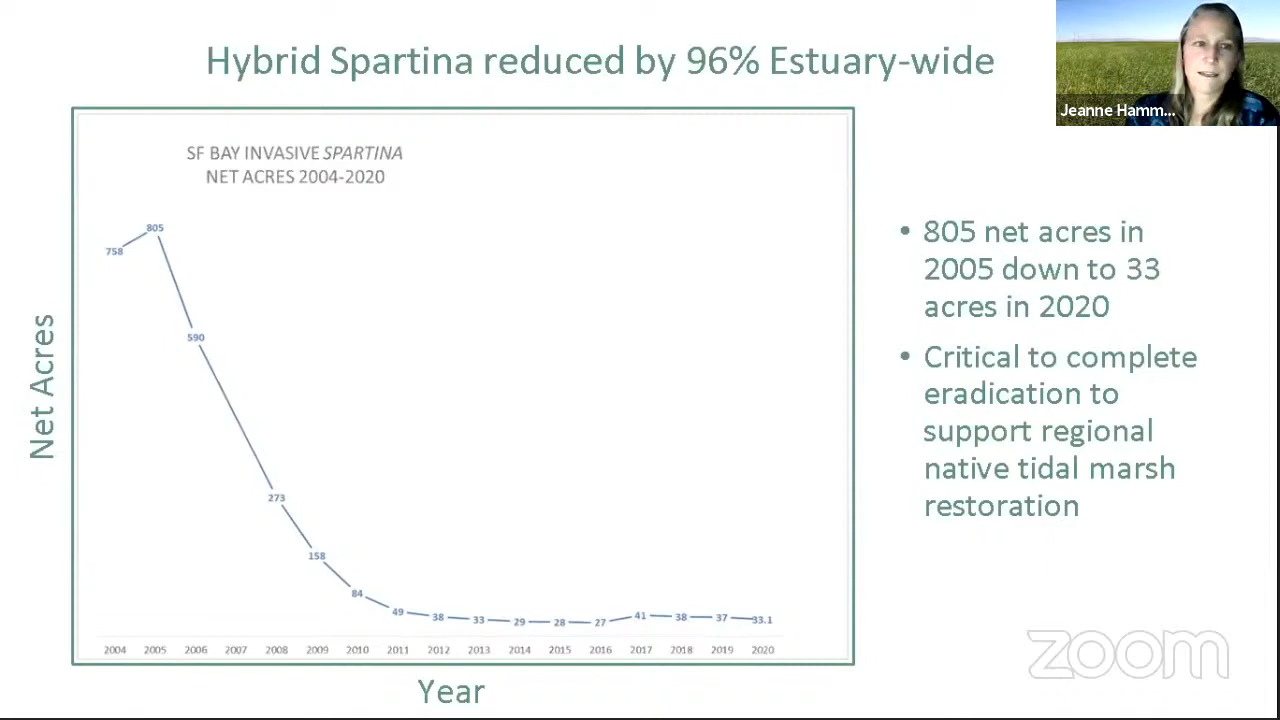 Hybrid Spartina reduced by 96% Estuary-wide
Jeanne Hamm...
SF BAY INVASIVE SPARTINA
NET ACRES 2004-2020
805
758
590
273
158
84
49
38
33
29
28
27
41
38
37
33.1
2004 2005 2006 2007 2008 2009 2010 2011 2012 2013 2014 2015 2016 2017 2018 2019 2020
Net Acres
Year
• 805 net acres in
2005 down to 33
acres in 2020
• Critical to complete
eradication to
support regional
native tidal marsh
restoration
zoom